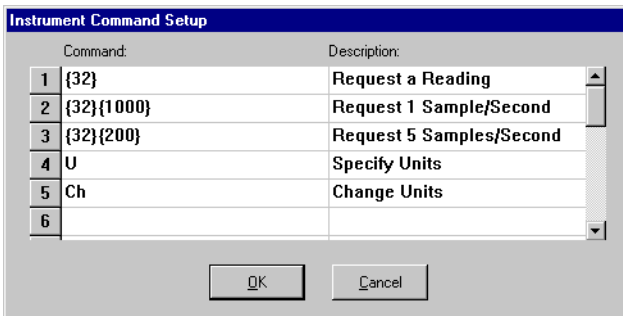 Instrument Command Setup
Command: Description:
1 {32} Request a Reading
2 {32}{1000} Request 1 Sample/Second
3 {32}{200} Request 5 Samples/Second
4 U Specify Units
5 Ch Change Units
6
OK Cancel